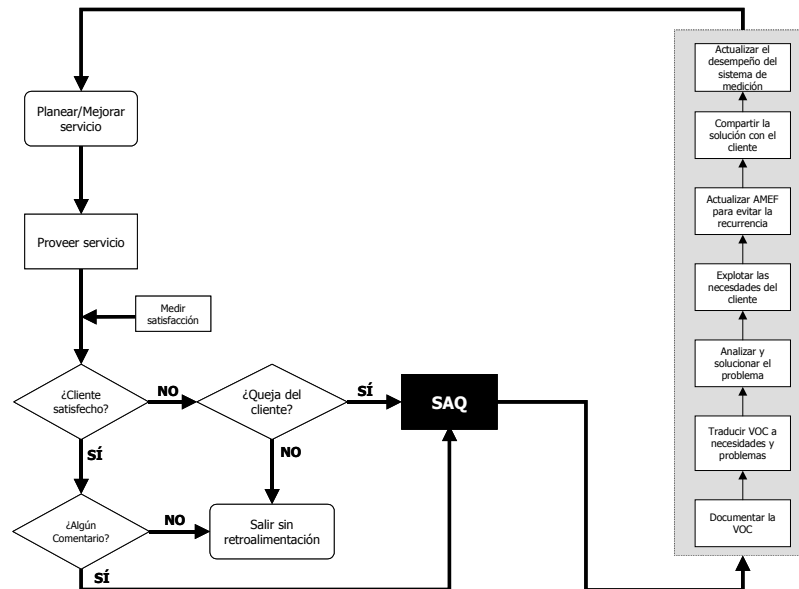 Planear/Mejorar
servicio
Proveer servicio
Medir
satisfacción
¿Cliente
satisfecho?
NO
¿Queja del
cliente?
SÍ
SAQ
SÍ
NO
¿Algún
Comentario?
NO
Salir sin
retroalimentación
SÍ
Actualizar el
desempeño del
sistema de
medición
Compartir la
solución con el
cliente
Actualizar AMEF
para evitar la
recurrencia
Explotar las
necesdades del
cliente
Analizar y
solucionar el
problema
Traducir VOC a
necesidades y
problemas
Documentar la
VOC